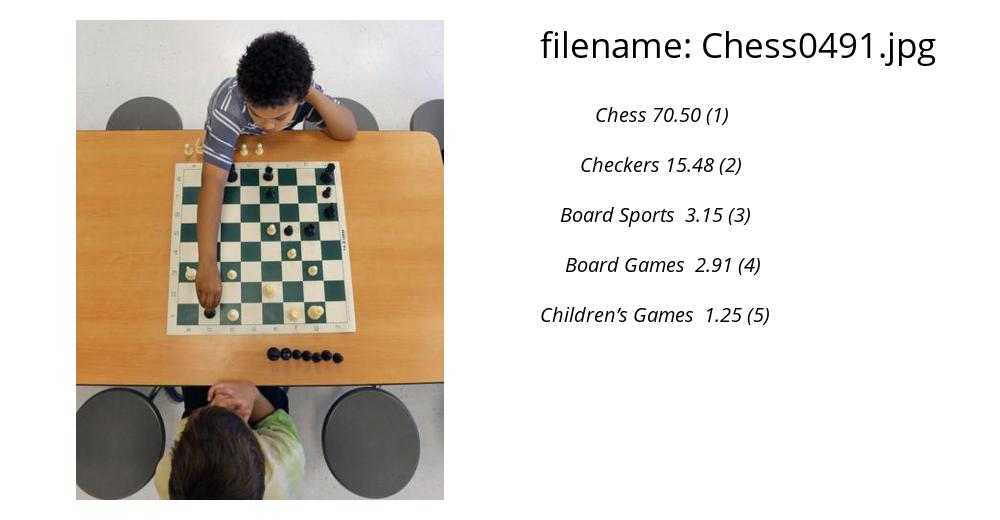 filename: Chess0491.jpg
Chess 70.50 (1)
Checkers 15.48 (2)
Board Sports 3.15 (3)
Board Games 2.91 (4)
Children's Games 1.25 (5)